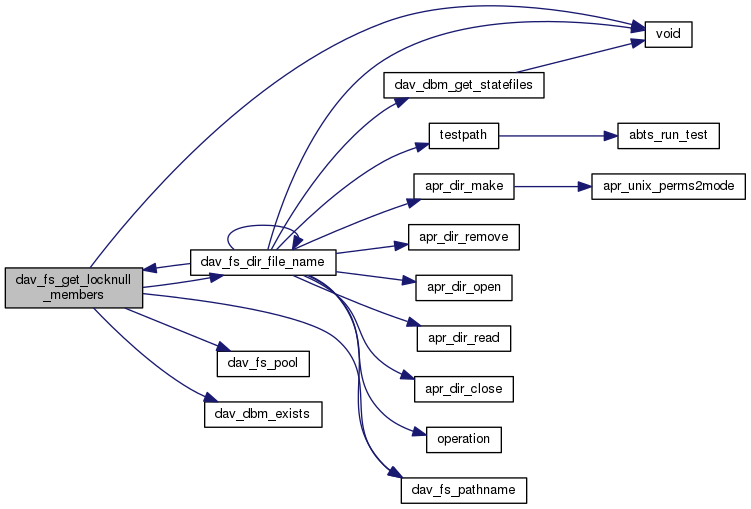 void
dav_dbm_get_statefiles
testpath
abts_run_test
apr_dir_make
apr_unix_perms2mode
apr_dir_remove
dav_fs_dir_file_name
dav_fs_get_locknull
_members
apr_dir_open
apr_dir_read
dav_fs_pool
apr_dir_close
dav_dbm_exists
operation
dav_fs_pathname